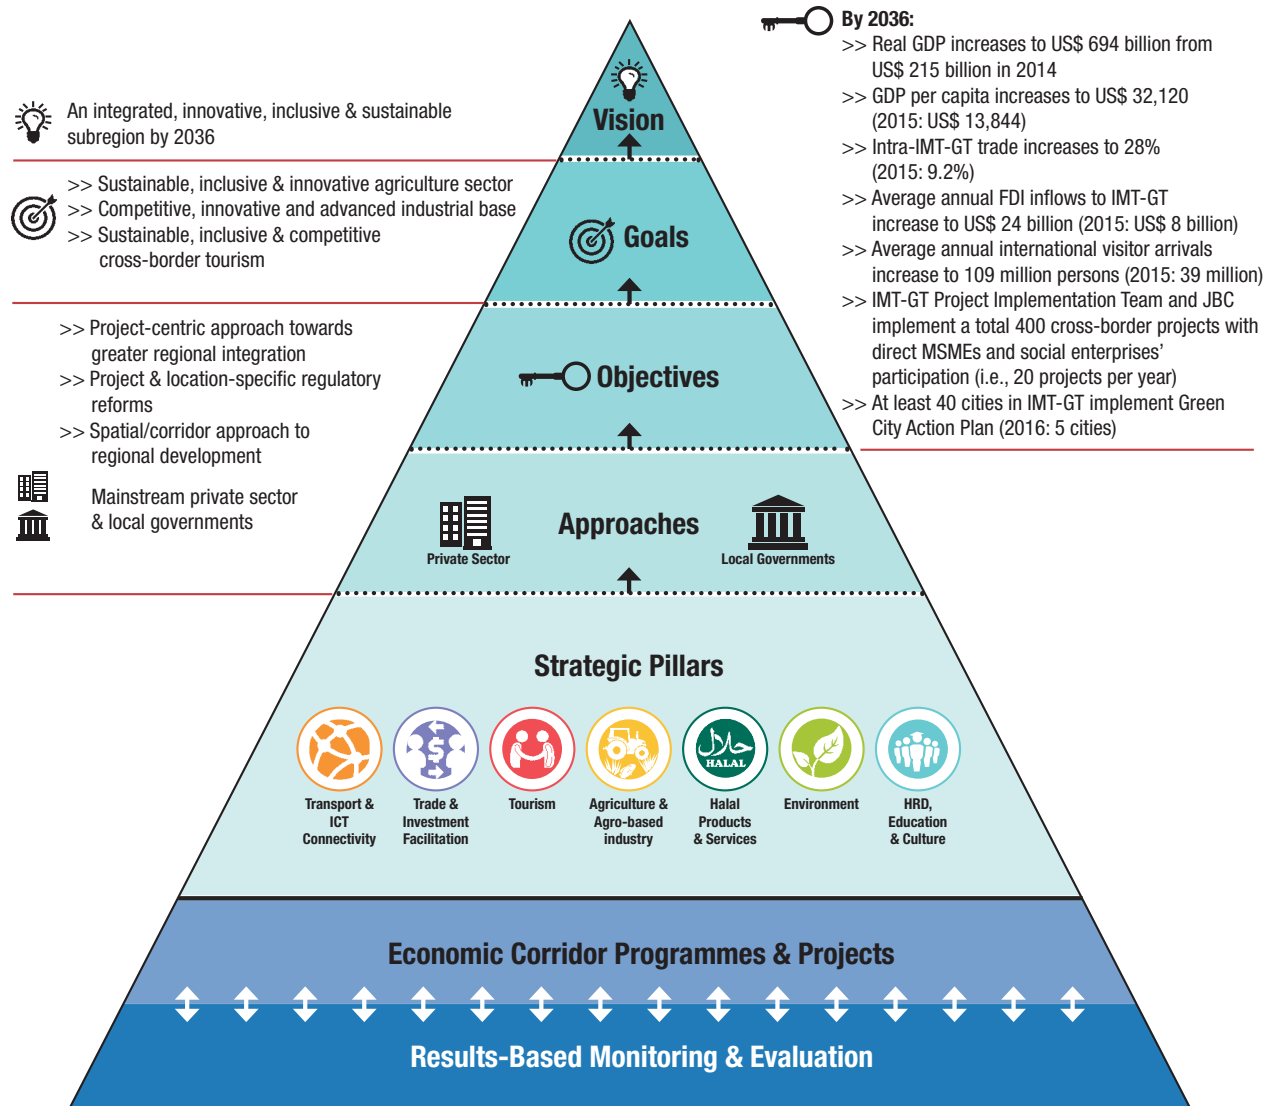 An integrated, innovative, inclusive & sustainable
subregion by 2036
>> Sustainable, inclusive & innovative agriculture sector
>> Competitive, innovative and advanced industrial base
>> Sustainable, inclusive & competitive
cross-border tourism
>> Project-centric approach towards
greater regional integration
>> Project & location-specific regulatory
reforms
>> Spatial/corridor approach to
regional development
Mainstream private sector
& local governments
By 2036:
>> Real GDP increases to US$ 694 billion from
US$ 215 billion in 2014
>> GDP per capita increases to US$ 32,120
(2015: US$ 13,844)
>> Intra-IMT-GT trade increases to 28%
(2015: 9.2%)
>> Average annual FDI inflows to IMT-GT
increase to US$ 24 billion (2015: US$ 8 billion)
>> Average annual international visitor arrivals
increase to 109 million persons (2015: 39 million)
>> IMT-GT Project Implementation Team and JBC
implement a total 400 cross-border projects with
direct MSMEs and social enterprises’
participation (i.e., 20 projects per year)
>> At least 40 cities in IMT-GT implement Green
City Action Plan (2016: 5 cities)
Vision
Goals
Objectives
Approaches
Private Sector
Local Governments
Strategic Pillars
$
حلال
HALAL
Transport &
ICT
Connectivity
Trade &
Investment
Facilitation
Tourism
Agriculture &
Agro-based
industry
Halal
Products
& Services
Environment
HRD,
Education
& Culture
Economic Corridor Programmes & Projects
Results-Based Monitoring & Evaluation